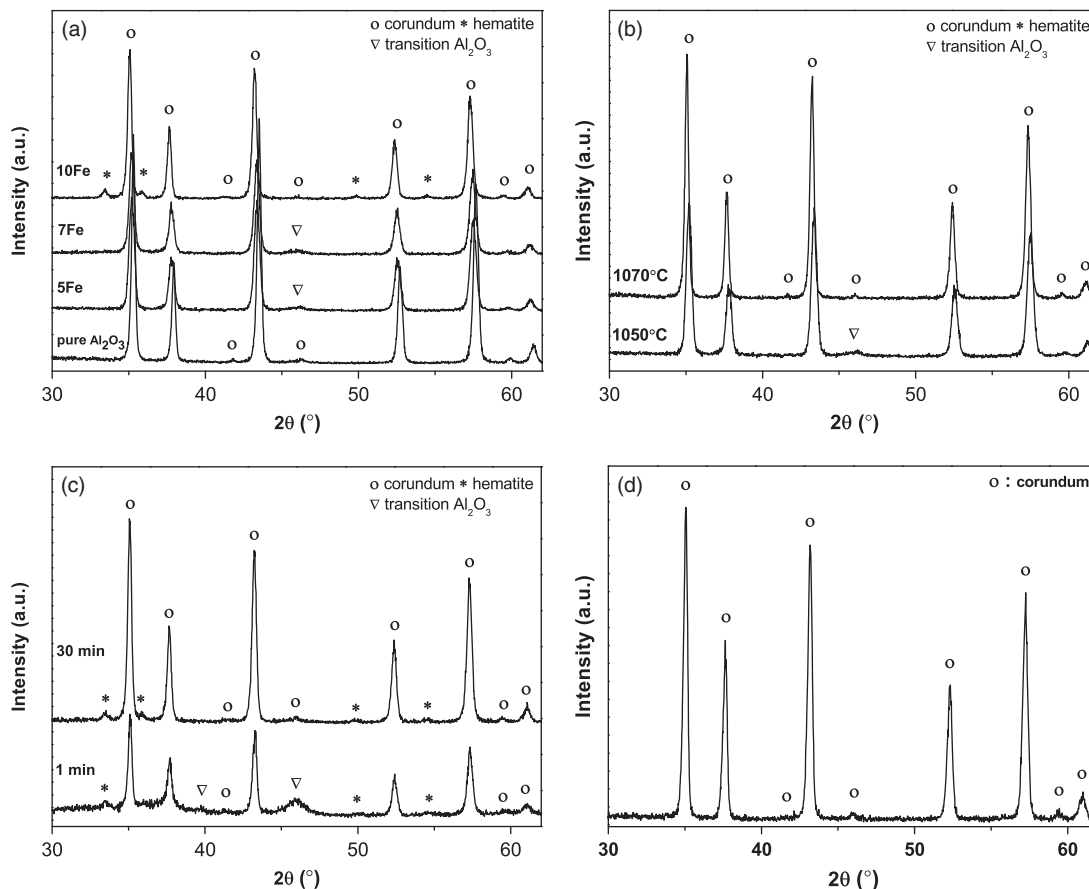 (a)
o corundum * hematite
▽ transition Al₂O₃
10Fe
7Fe
5Fe
pure Al₂O₃
Intensity (a.u.)
30 40 50 60
2θ (°)
(b)
o corundum * hematite
▽ transition Al₂O₃
1070°C
1050°C
Intensity (a.u.)
30 40 50 60
2θ (°)
(c)
o corundum * hematite
▽ transition Al₂O₃
30 min
1 min
Intensity (a.u.)
30 40 50 60
2θ (°)
(d)
o : corundum
Intensity (a.u.)
30 40 50 60
2θ (°)